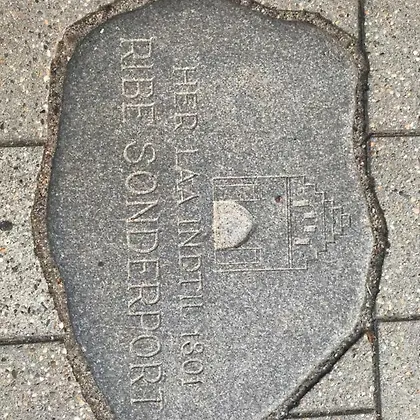 HER LAA INDTIL 1801
RIBE SØNDERPORT